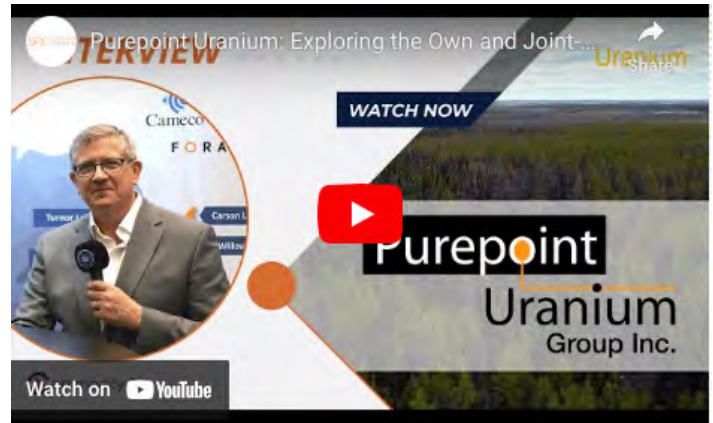 Purepoint Uranium: Exploring the Own and Joint-...
INTERVIEW
Uranium
Share
WATCH NOW
Cameco
FORA
Turnor L
Carson L
Willow
Purepoint
Uranium
Group Inc.
Watch on YouTube